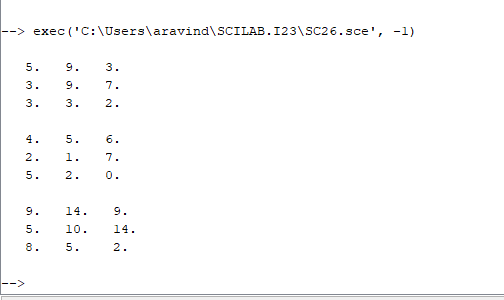 --> exec('C:\Users\aravind\SCILAB.I23\SC26.sce', -1)
5. 9. 3.
3. 9. 7.
3. 3. 2.
4. 5. 6.
2. 1. 7.
5. 2. 0.
9. 14. 9.
5. 10. 14.
8. 5. 2.
-->